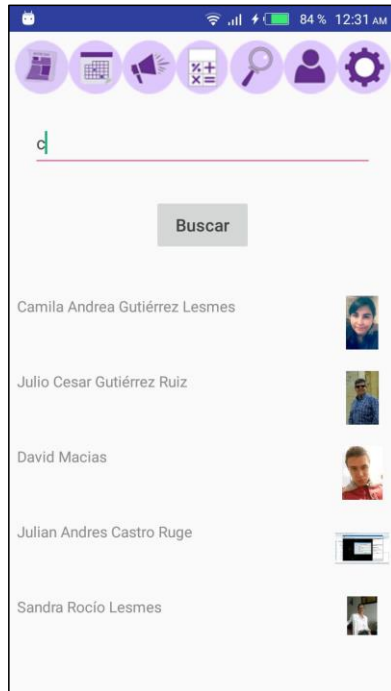 84 % 12:31 AM
c
Buscar
Camila Andrea Gutiérrez Lesmes
Julio Cesar Gutiérrez Ruiz
David Macias
Julian Andres Castro Ruge
Sandra Rocío Lesmes